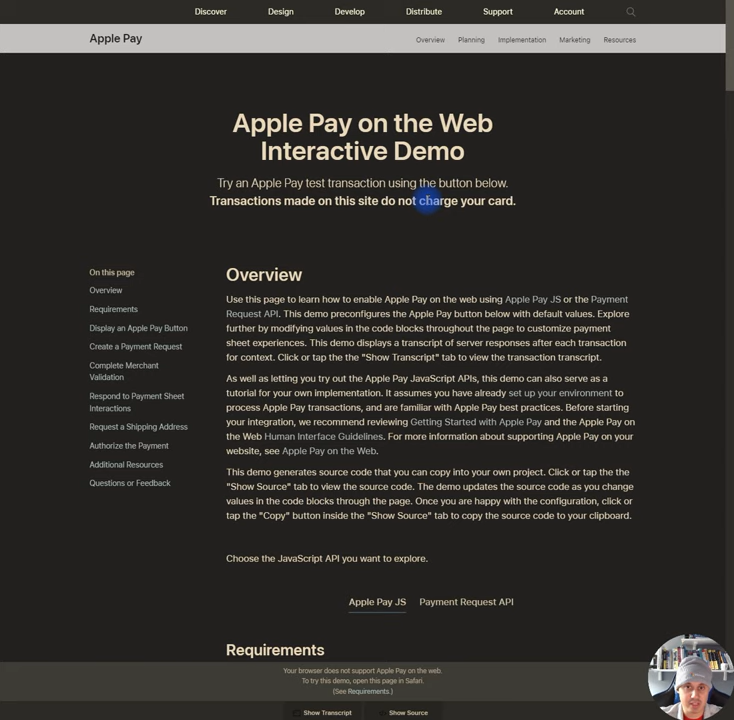 Discover Design Develop Distribute Support Account
Apple Pay
Overview Planning Implementation Marketing Resources
Apple Pay on the Web
Interactive Demo
Try an Apple Pay test transaction using the button below.
Transactions made on this site do not charge your card.
On this page
Overview
Requirements
Display an Apple Pay Button
Create a Payment Request
Complete Merchant
Validation
Respond to Payment Sheet
Interactions
Request a Shipping Address
Authorize the Payment
Additional Resources
Questions or Feedback
Overview
Use this page to learn how to enable Apple Pay on the web using Apple Pay JS or the Payment
Request API. This demo preconfigures the Apple Pay button below with default values. Explore
further by modifying values in the code blocks throughout the page to customize payment
sheet experiences. This demo displays a transcript of server responses after each transaction
for context. Click or tap the the "Show Transcript" tab to view the transaction transcript.
As well as letting you try out the Apple Pay JavaScript APIs, this demo can also serve as a
tutorial for your own implementation. It assumes you have already set up your environment to
process Apple Pay transactions, and are familiar with Apple Pay best practices. Before starting
your integration, we recommend reviewing Getting Started with Apple Pay and the Apple Pay on
the Web Human Interface Guidelines. For more information about supporting Apple Pay on your
website, see Apple Pay on the Web.
This demo generates source code that you can copy into your own project. Click or tap the the
"Show Source" tab to view the source code. The demo updates the source code as you change
values in the code blocks through the page. Once you are happy with the configuration, click or
tap the "Copy" button inside the "Show Source" tab to copy the source code to your clipboard.
Choose the JavaScript API you want to explore.
Apple Pay JS Payment Request API
Requirements
Your browser does not support Apple Pay on the web.
To try this demo, open this page in Safari.
(See Requirements.)
Show Transcript Show Source